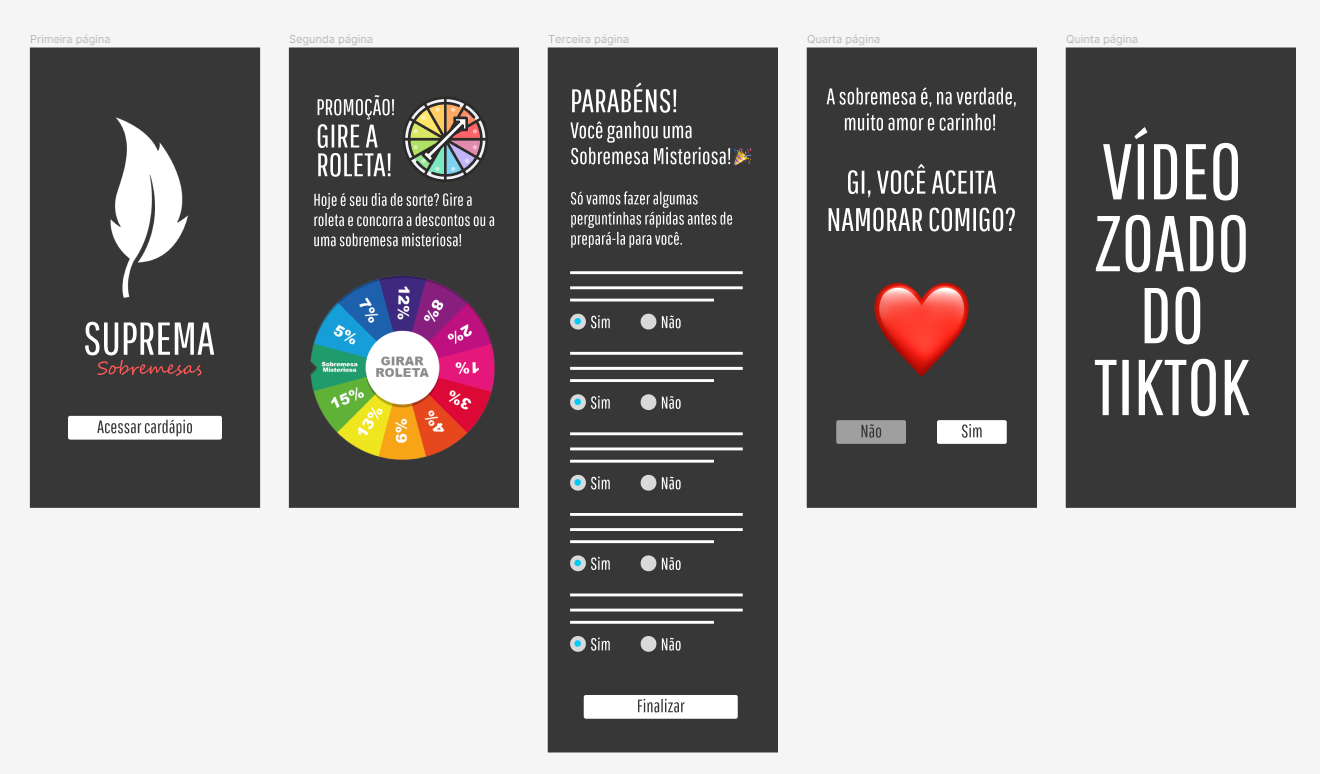 Primeira página
SUPREMA
Sobremesas
Acessar cardápio
Segunda página
PROMOÇÃO!
GIRE A
ROLETA!
Hoje é seu dia de sorte? Gire a
roleta e concorra a descontos ou a
uma sobremesa misteriosa!
12%
8%
2%
1%
3%
4%
6%
13%
15%
Sobremesa
Misteriosa
5%
7%
GIRAR
ROLETA
Terceira página
PARABÉNS!
Você ganhou uma
Sobremesa Misteriosa!🎉
Só vamos fazer algumas
perguntinhas rápidas antes de
prepará-la para você.
Sim Não
Sim Não
Sim Não
Sim Não
Sim Não
Finalizar
Quarta página
A sobremesa é, na verdade,
muito amor e carinho!
GI, VOCÊ ACEITA
NAMORAR COMIGO?
Não Sim
Quinta página
VÍDEO
ZOADO
DO
TIKTOK